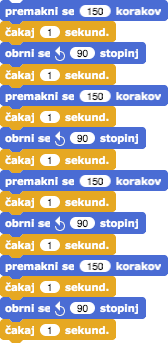 premakni se 150 korakov
čakaj 1 sekund.
obrni se 90 stopinj
čakaj 1 sekund.
premakni se 150 korakov
čakaj 1 sekund.
obrni se 90 stopinj
čakaj 1 sekund.
premakni se 150 korakov
čakaj 1 sekund.
obrni se 90 stopinj
čakaj 1 sekund.
premakni se 150 korakov
čakaj 1 sekund.
obrni se 90 stopinj
čakaj 1 sekund.